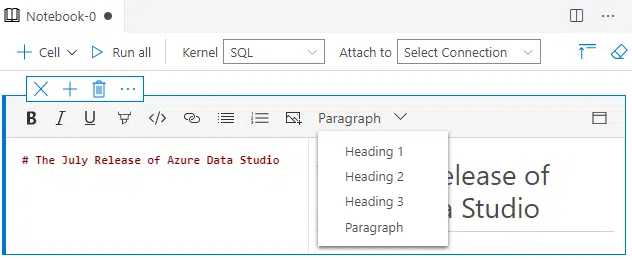 Notebook-0
Cell Run all Kernel SQL Attach to Select Connection
B I U Paragraph
# The July Release of Azure Data Studio
Heading 1
Heading 2
Heading 3
Paragraph
elease of
Studio